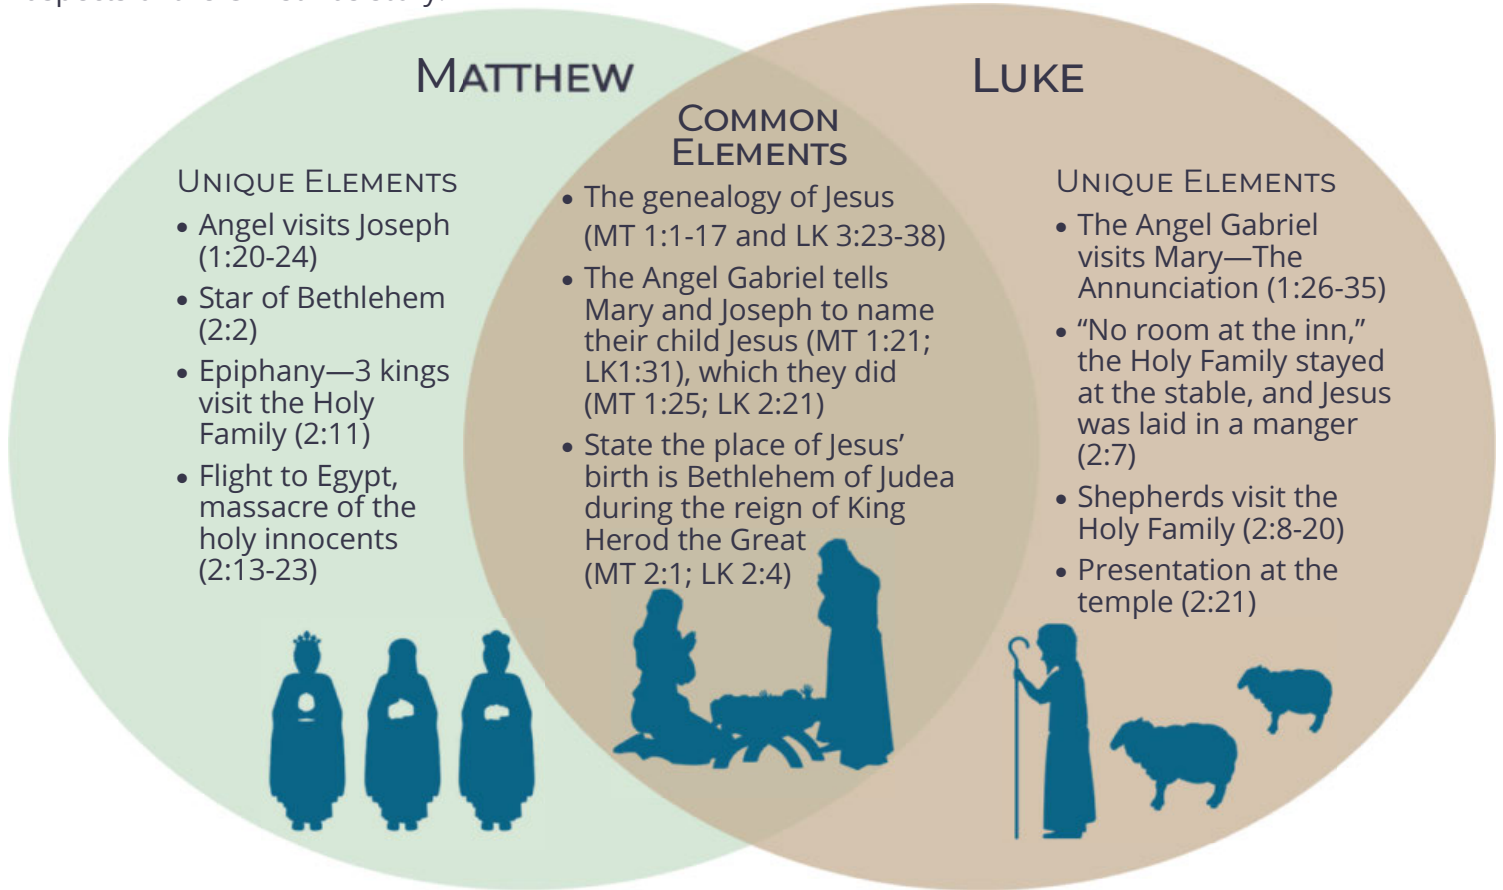 MATTHEW
UNIQUE ELEMENTS
• Angel visits Joseph
(1:20-24)
• Star of Bethlehem
(2:2)
• Epiphany—3 kings
visit the Holy
Family (2:11)
• Flight to Egypt,
massacre of the
holy innocents
(2:13-23)
COMMON
ELEMENTS
• The genealogy of Jesus
(MT 1:1-17 and LK 3:23-38)
• The Angel Gabriel tells
Mary and Joseph to name
their child Jesus (MT 1:21;
LK1:31), which they did
(MT 1:25; LK 2:21)
• State the place of Jesus’
birth is Bethlehem of Judea
during the reign of King
Herod the Great
(MT 2:1; LK 2:4)
LUKE
UNIQUE ELEMENTS
• The Angel Gabriel
visits Mary—The
Annunciation (1:26-35)
• “No room at the inn,”
the Holy Family stayed
at the stable, and Jesus
was laid in a manger
(2:7)
• Shepherds visit the
Holy Family (2:8-20)
• Presentation at the
temple (2:21)